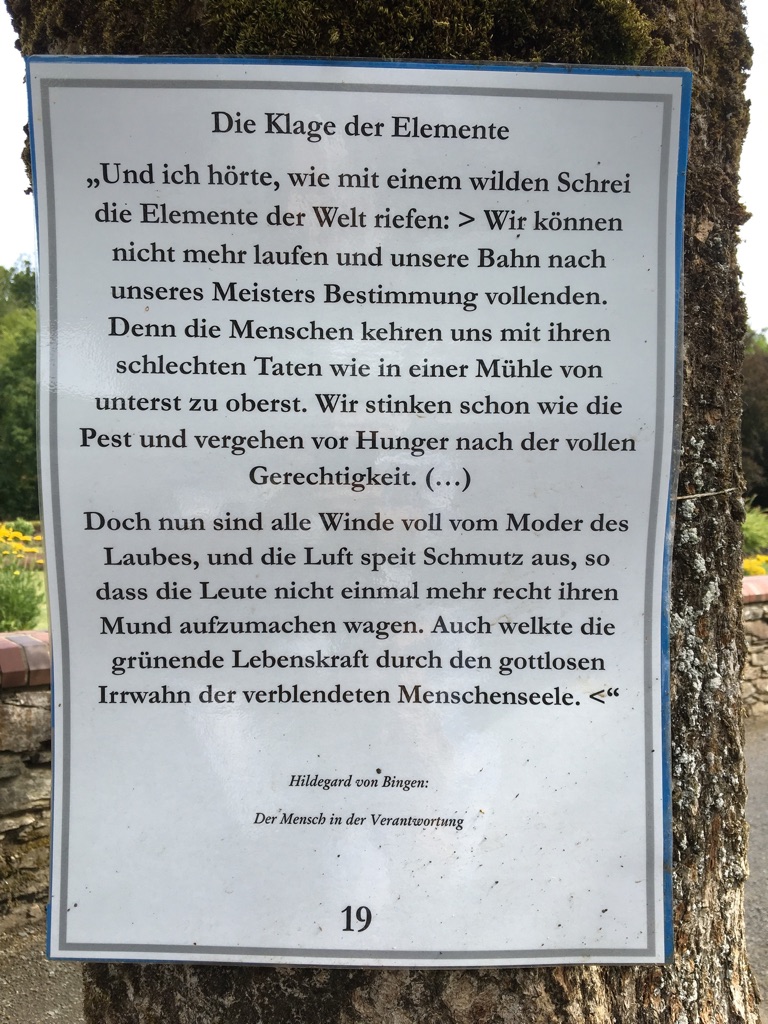 Die Klage der Elemente
„Und ich hörte, wie mit einem wilden Schrei
die Elemente der Welt riefen: > Wir können
nicht mehr laufen und unsere Bahn nach
unseres Meisters Bestimmung vollenden.
Denn die Menschen kehren uns mit ihren
schlechten Taten wie in einer Mühle von
unterst zu oberst. Wir stinken schon wie die
Pest und vergehen vor Hunger nach der vollen
Gerechtigkeit. (…)
Doch nun sind alle Winde voll vom Moder des
Laubes, und die Luft speit Schmutz aus, so
dass die Leute nicht einmal mehr recht ihren
Mund aufzumachen wagen. Auch welkte die
grünende Lebenskraft durch den gottlosen
Irrwahn der verblendeten Menschenseele. <“
Hildegard von Bingen:
Der Mensch in der Verantwortung
19